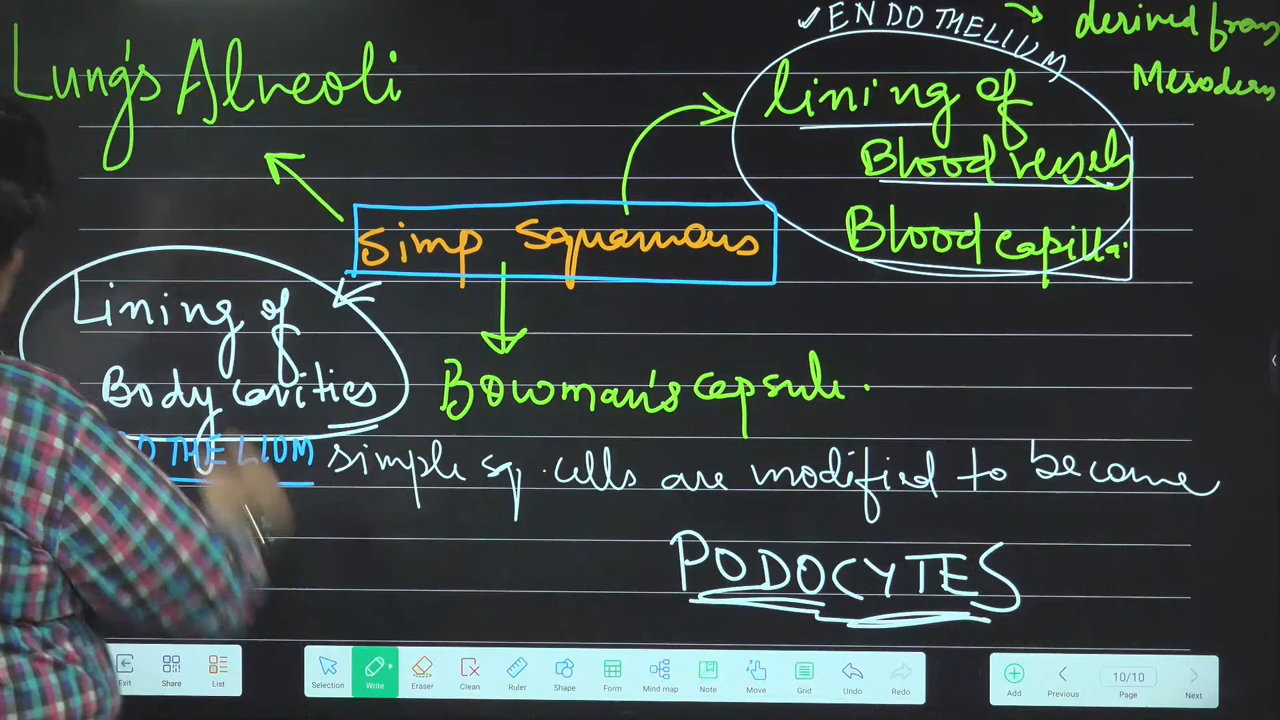 Lung's Alveoli
✓ENDOTHELIUM → derived from
Mesoderm
lining of
Blood vessels
Blood capilla.
Simp Squamous
Lining of
Body cavities
Bowman's capsule.
simple sq. cells are modified to become
PODOCYTES
Exit Share List
Selection Write Eraser Clean Ruler Shape Form Mind map Note Move Grid Undo Redo
Add Previous 10/10 Page Next